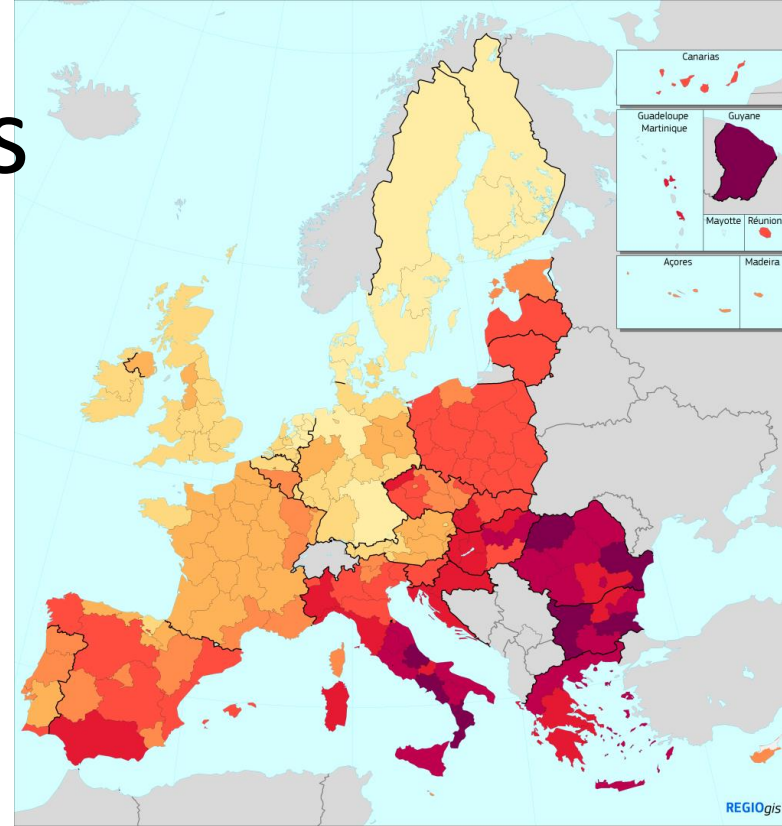 s
Canarias
Guadeloupe
Martinique
Guyane
Mayotte
Réunion
Açores
Madeira
REGIOgis